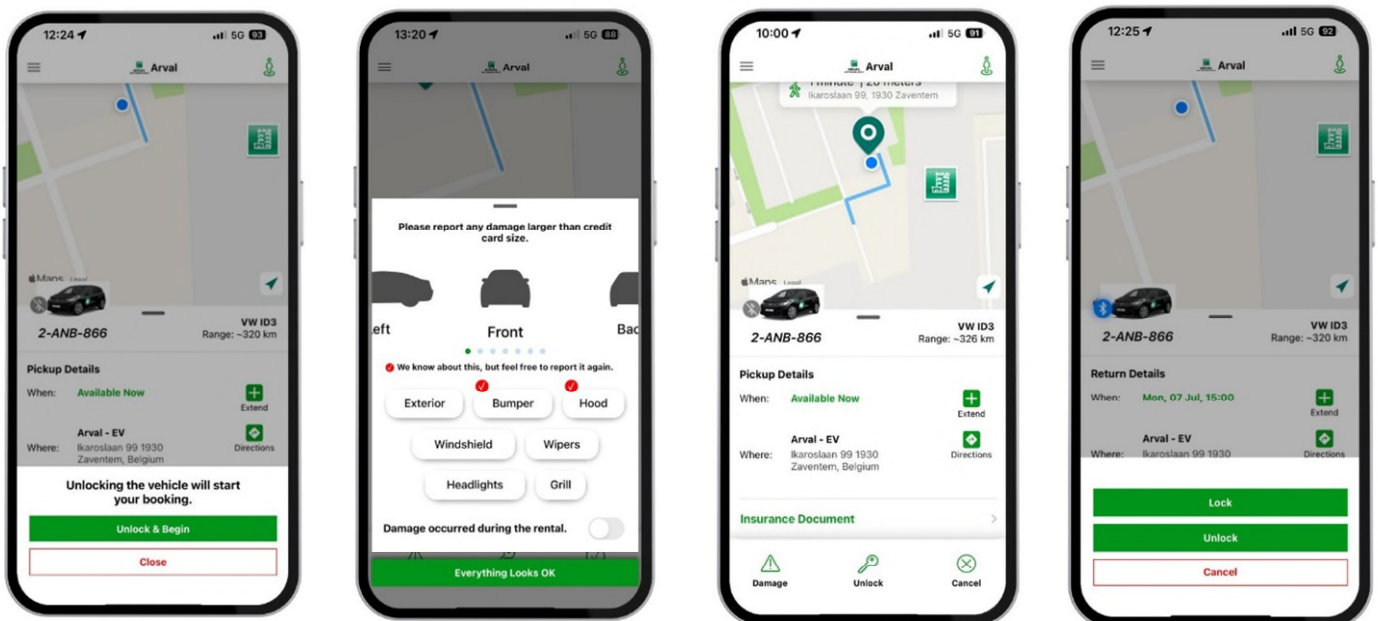 12:24
5G 93
Arval
Maps Legal
2-ANB-866
VW ID3
Range: ~320 km
Pickup Details
When: Available Now
Extend
Arval - EV
Where: Ikaroslaan 99 1930
Zaventem, Belgium
Directions
Unlocking the vehicle will start
your booking.
Unlock & Begin
Close
13:20
5G 88
Arval
Please report any damage larger than credit
card size.
eft
Front
Bac
We know about this, but feel free to report it again.
Exterior
Bumper
Hood
Windshield
Wipers
Headlights
Grill
Damage occurred during the rental.
Everything Looks OK
10:00
5G 91
Arval
1 minute | 20 meters
Ikaroslaan 99, 1930 Zaventem
Maps Legal
2-ANB-866
VW ID3
Range: ~326 km
Pickup Details
When: Available Now
Extend
Arval - EV
Where: Ikaroslaan 99 1930
Zaventem, Belgium
Directions
Insurance Document
Damage
Unlock
Cancel
12:25
5G 92
Arval
2-ANB-866
VW ID3
Range: ~320 km
Return Details
When: Mon, 07 Jul, 15:00
Extend
Arval - EV
Where: Ikaroslaan 99 1930
Directions
Lock
Unlock
Cancel